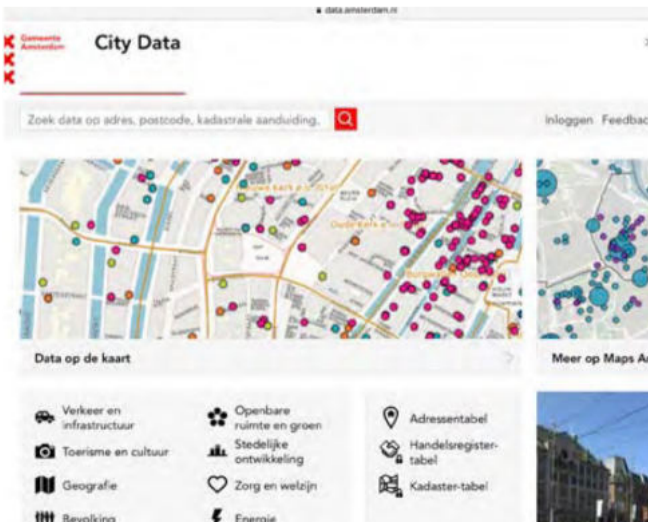 data.amsterdam.nl
Gemeente
Amsterdam
City Data
Zoek data op adres, postcode, kadastrale aanduiding,
Inloggen Feedbac
Data op de kaart
Meer op Maps A
Verkeer en
infrastructuur
Toerisme en cultuur
Geografie
Bevolking
Openbare
ruimte en groen
Stedelijke
ontwikkeling
Zorg en welzijn
Energie
Adressentabel
Handelsregister-
tabel
Kadaster-tabel